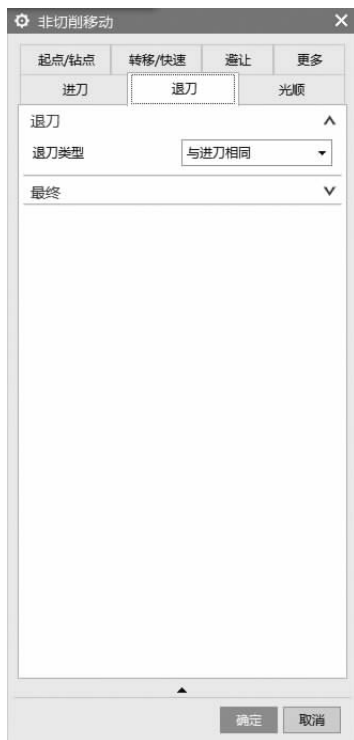 非切削移动
起点/钻点 转移/快速 避让 更多
进刀 退刀 光顺
退刀
退刀类型 与进刀相同
最终
确定 取消